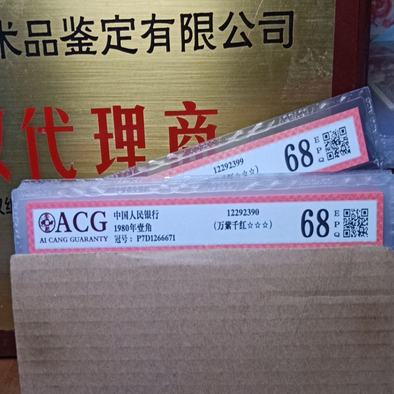 米品鉴定有限公司
代理商
12292399
68
EPQ
ACG
AI CANG GUARANTY
中国人民银行
1980年壹角
冠号：P7D1266671
12292390
(万紫千红☆☆☆)
68
EPQ